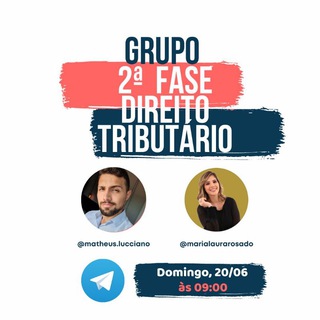 GRUPO
2ª FASE
DIREITO
TRIBUTÁRIO
@matheus.lucciano
@marialaurarosado
Domingo, 20/06
às 09:00